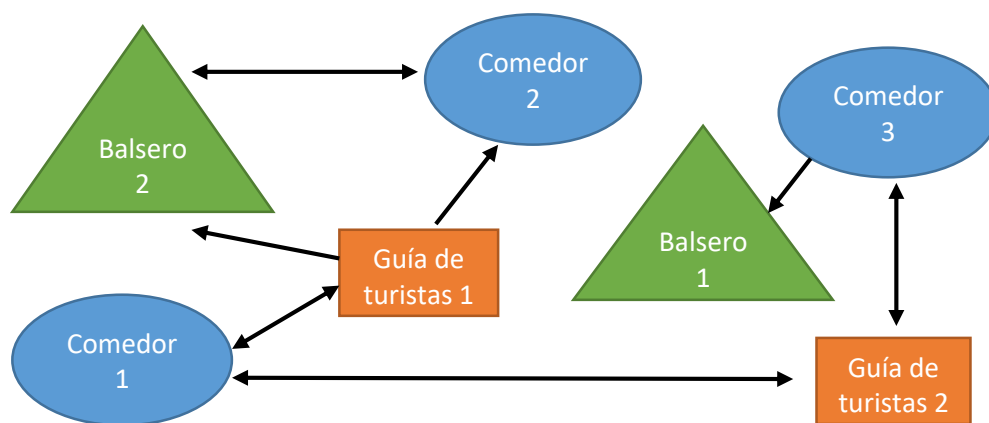 Comedor
2
Comedor
3
Balsero
2
Balsero
1
Guía de
turistas 1
Comedor
1
Guía de
turistas 2